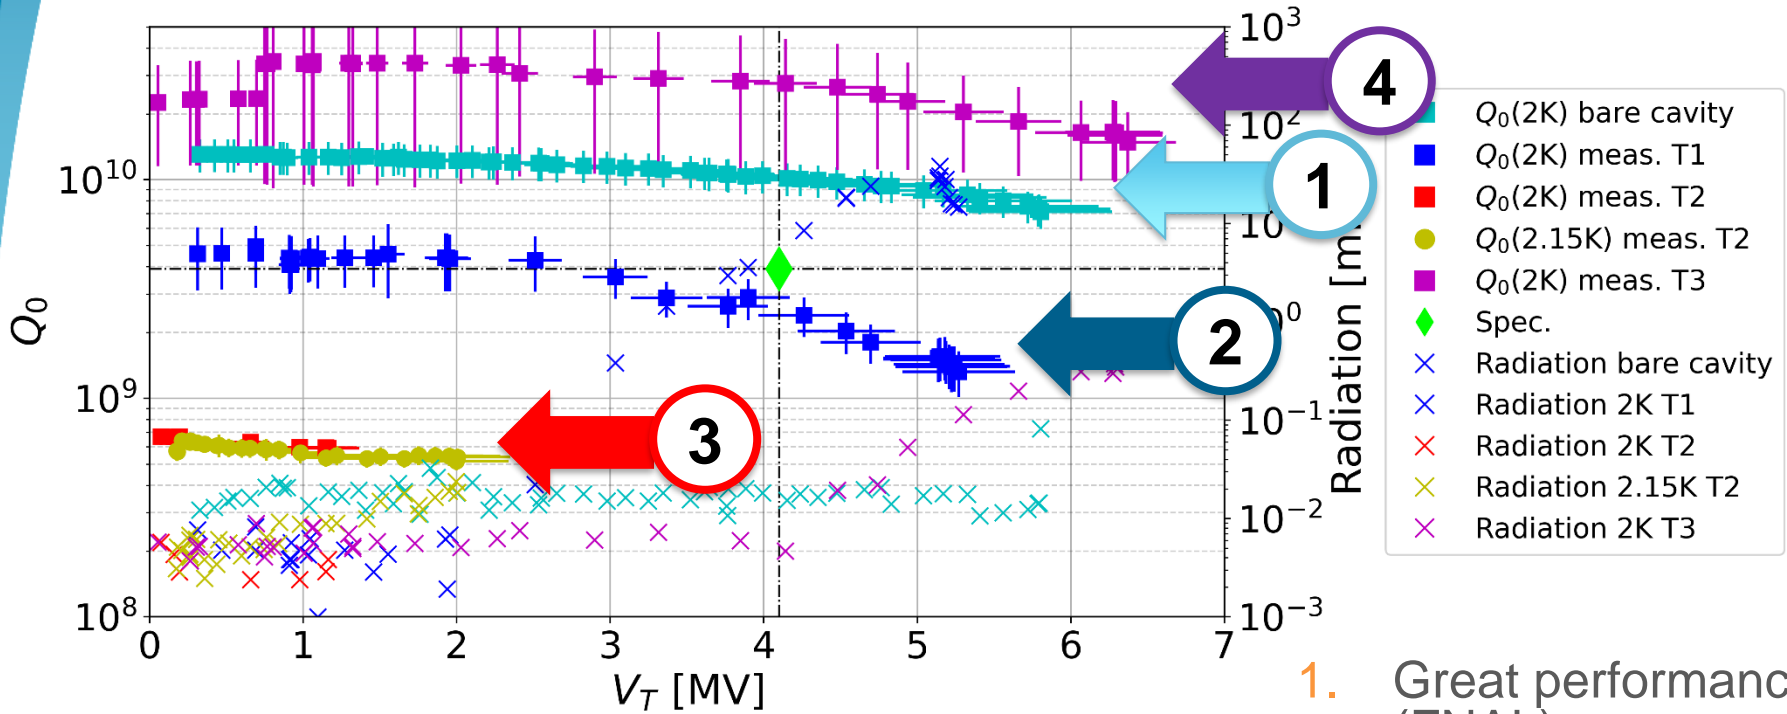 10³
4
Q₀(2K) bare cavity
10²
Q₀(2K) meas. T1
10¹⁰
1
Q₀(2K) meas. T2
Q₀(2.15K) meas. T2
Q₀(2K) meas. T3
Q₀
Radiation [m
2
Spec.
Radiation bare cavity
10⁹
10⁻¹
Radiation 2K T1
3
Radiation 2K T2
Radiation 2.15K T2
10⁻²
Radiation 2K T3
10⁸
10⁻³
0 1 2 3 4 5 6 7
V_T [MV]
1. Great performanc